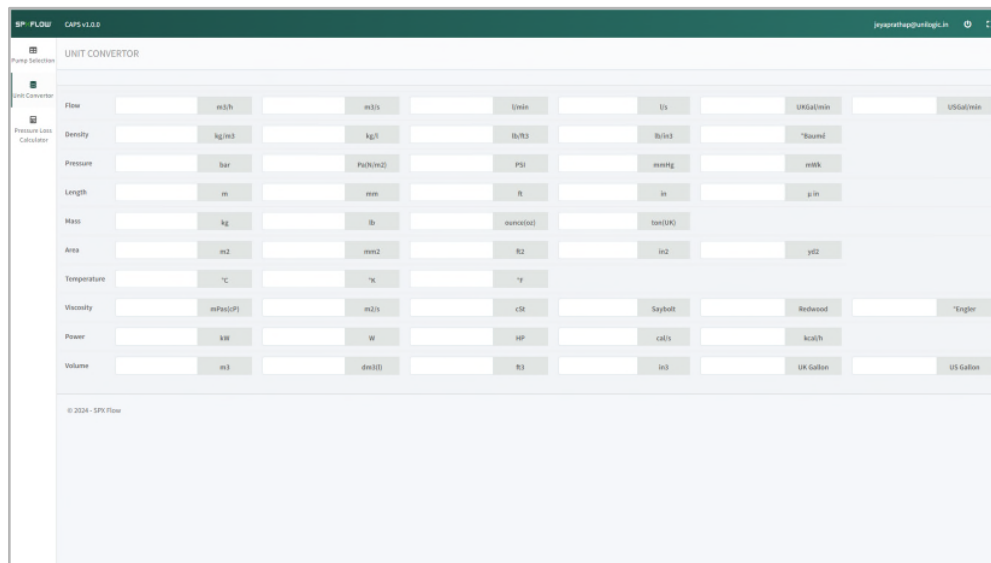 SPXFLOW CAPS v1.0.0 jeyaprathap@unilogic.in
Pump Selection
UNIT CONVERTOR
Unit Convertor
Pressure Loss
Calculator
Flow m3/h m3/s l/min l/s UKGal/min USGal/min
Density kg/m3 kg/l lb/ft3 lb/in3 °Baumé
Pressure bar Pa(N/m2) PSI mmHg mWk
Length m mm ft in µ in
Mass kg lb ounce(oz) ton(UK)
Area m2 mm2 ft2 in2 yd2
Temperature °C °K °F
Viscosity mPas(cP) m2/s cSt Saybolt Redwood °Engler
Power kW W HP cal/s kcal/h
Volume m3 dm3(l) ft3 in3 UK Gallon US Gallon
© 2024 - SPX Flow